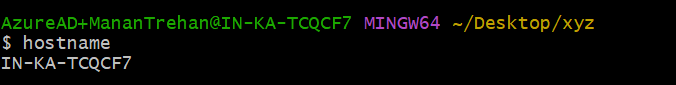 AzureAD+MananTrehan@IN-KA-TCQCF7 MINGW64 ~/Desktop/xyz
$ hostname
IN-KA-TCQCF7